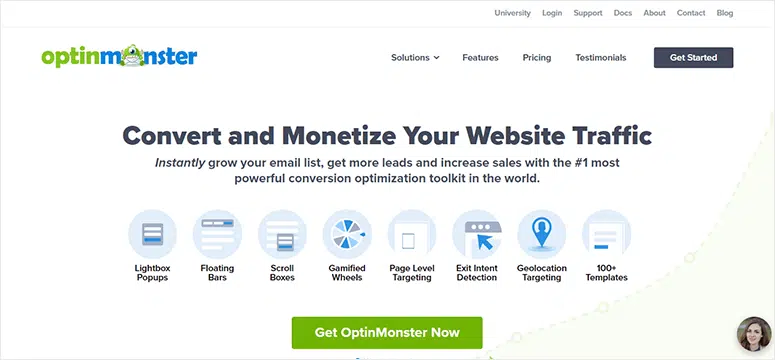 University Login Support Docs About Contact Blog
optinmonster
Solutions Features Pricing Testimonials Get Started
Convert and Monetize Your Website Traffic
Instantly grow your email list, get more leads and increase sales with the #1 most
powerful conversion optimization toolkit in the world.
Lightbox Floating Scroll Gamified Page Level Exit Intent Geolocation 100+
Popups Bars Boxes Wheels Targeting Detection Targeting Templates
Get OptinMonster Now